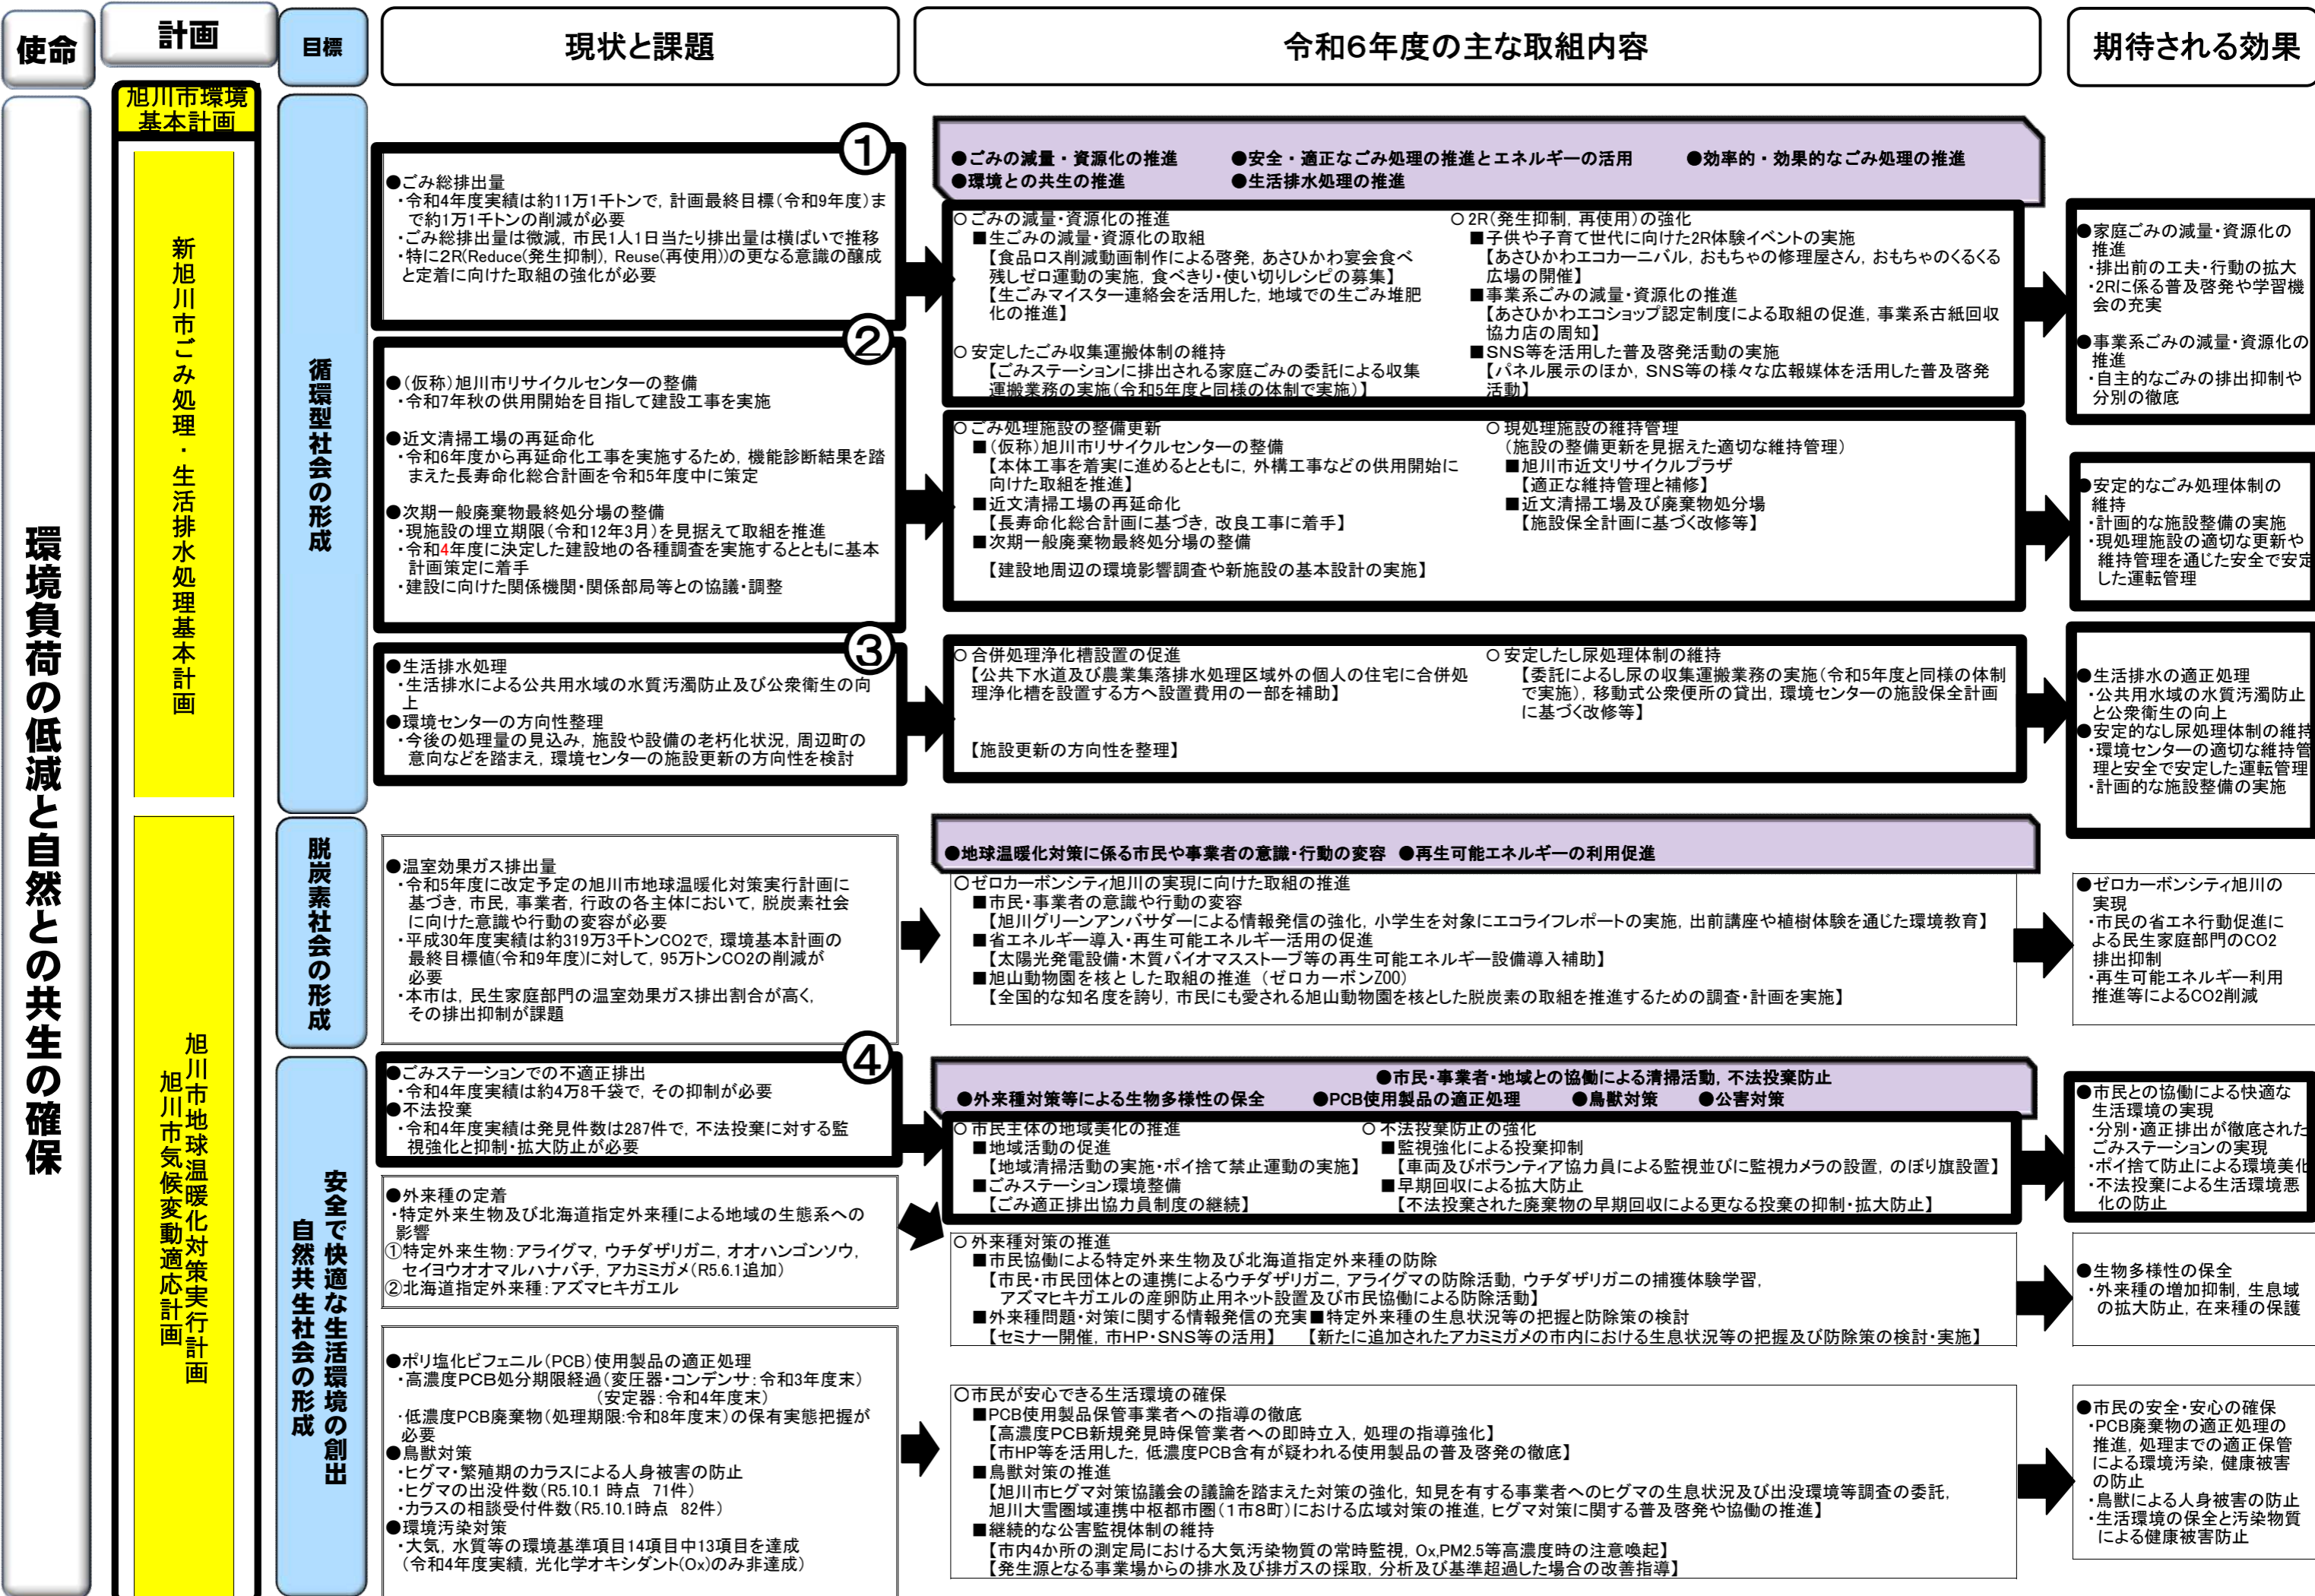 使命
計画
目標
現状と課題
令和6年度の主な取組内容
期待される効果
環境負荷の低減と自然との共生の確保
旭川市環境
基本計画
新旭川市ごみ処理・生活排水処理基本計画
旭川市地球温暖化対策実行計画
旭川市気候変動適応計画
循環型社会の形成
①
●ごみ総排出量
・令和4年度実績は約11万1千トンで，計画最終目標（令和9年度）ま
で約1万1千トンの削減が必要
・ごみ総排出量は微減，市民1人1日当たり排出量は横ばいで推移
・特に2R(Reduce(発生抑制)，Reuse(再使用))の更なる意識の醸成
と定着に向けた取組の強化が必要
②
●（仮称）旭川市リサイクルセンターの整備
・令和7年秋の供用開始を目指して建設工事を実施
●近文清掃工場の再延命化
・令和6年度から再延命化工事を実施するため，機能診断結果を踏
まえた長寿命化総合計画を令和5年度中に策定
●次期一般廃棄物最終処分場の整備
・現施設の埋立期限（令和12年3月）を見据えて取組を推進
・令和4年度に決定した建設地の各種調査を実施するとともに基本
計画策定に着手
・建設に向けた関係機関・関係部局等との協議・調整
③
●生活排水処理
・生活排水による公共用水域の水質汚濁防止及び公衆衛生の向
上
●環境センターの方向性整理
・今後の処理量の見込み，施設や設備の老朽化状況，周辺町の
意向などを踏まえ，環境センターの施設更新の方向性を検討
●ごみの減量・資源化の推進　●安全・適正なごみ処理の推進とエネルギーの活用　●効率的・効果的なごみ処理の推進
●環境との共生の推進　●生活排水処理の推進
○ごみの減量・資源化の推進
■生ごみの減量・資源化の取組
【食品ロス削減動画制作による啓発，あさひかわ宴会食べ
残しゼロ運動の実施，食べきり・使い切りレシピの募集】
【生ごみマイスター連絡会を活用した，地域での生ごみ堆肥
化の推進】
○安定したごみ収集運搬体制の維持
【ごみステーションに排出される家庭ごみの委託による収集
運搬業務の実施（令和5年度と同様の体制で実施）】
○2R（発生抑制，再使用）の強化
■子供や子育て世代に向けた2R体験イベントの実施
【あさひかわエコカーニバル，おもちゃの修理屋さん，おもちゃのくるくる
広場の開催】
■事業系ごみの減量・資源化の推進
【あさひかわエコショップ認定制度による取組の促進，事業系古紙回収
協力店の周知】
■SNS等を活用した普及啓発活動の実施
【パネル展示のほか，SNS等の様々な広報媒体を活用した普及啓発
活動】
○ごみ処理施設の整備更新
■（仮称）旭川市リサイクルセンターの整備
【本体工事を着実に進めるとともに，外構工事などの供用開始に
向けた取組を推進】
■近文清掃工場の再延命化
【長寿命化総合計画に基づき，改良工事に着手】
■次期一般廃棄物最終処分場の整備
【建設地周辺の環境影響調査や新施設の基本設計の実施】
○現処理施設の維持管理
（施設の整備更新を見据えた適切な維持管理）
■旭川市近文リサイクルプラザ
【適正な維持管理と補修】
■近文清掃工場及び廃棄物処分場
【施設保全計画に基づく改修等】
○合併処理浄化槽設置の促進
【公共下水道及び農業集落排水処理区域外の個人の住宅に合併処
理浄化槽を設置する方へ設置費用の一部を補助】
【施設更新の方向性を整理】
○安定したし尿処理体制の維持
【委託によるし尿の収集運搬業務の実施（令和5年度と同様の体制
で実施），移動式公衆便所の貸出，環境センターの施設保全計画
に基づく改修等】
●家庭ごみの減量・資源化の
推進
・排出前の工夫・行動の拡大
・2Rに係る普及啓発や学習機
会の充実
●事業系ごみの減量・資源化の
推進
・自主的なごみの排出抑制や
分別の徹底
●安定的なごみ処理体制の
維持
・計画的な施設整備の実施
・現処理施設の適切な更新や
維持管理を通じた安全で安定
した運転管理
●生活排水の適正処理
・公共用水域の水質汚濁防止
と公衆衛生の向上
●安定的なし尿処理体制の維持
・環境センターの適切な維持管
理と安全で安定した運転管理
・計画的な施設整備の実施
脱炭素社会の形成
●温室効果ガス排出量
・令和5年度に改定予定の旭川市地球温暖化対策実行計画に
基づき，市民，事業者，行政の各主体において，脱炭素社会
に向けた意識や行動の変容が必要
・平成30年度実績は約319万3千トンCO2で，環境基本計画の
最終目標値(令和9年度)に対して，95万トンCO2の削減が
必要
・本市は，民生家庭部門の温室効果ガス排出割合が高く，
その排出抑制が課題
●地球温暖化対策に係る市民や事業者の意識・行動の変容　●再生可能エネルギーの利用促進
○ゼロカーボンシティ旭川の実現に向けた取組の推進
■市民・事業者の意識や行動の変容
【旭川グリーンアンバサダーによる情報発信の強化，小学生を対象にエコライフレポートの実施，出前講座や植樹体験を通じた環境教育】
■省エネルギー導入・再生可能エネルギー活用の促進
【太陽光発電設備・木質バイオマスストーブ等の再生可能エネルギー設備導入補助】
■旭山動物園を核とした取組の推進（ゼロカーボンZOO）
【全国的な知名度を誇り，市民にも愛される旭山動物園を核とした脱炭素の取組を推進するための調査・計画を実施】
●ゼロカーボンシティ旭川の
実現
・市民の省エネ行動促進に
よる民生家庭部門のCO2
排出抑制
・再生可能エネルギー利用
推進等によるCO2削減
安全で快適な生活環境の創出
自然共生社会の形成
④
●ごみステーションでの不適正排出
・令和4年度実績は約4万8千袋で，その抑制が必要
●不法投棄
・令和4年度実績は発見件数は287件で，不法投棄に対する監
視強化と抑制・拡大防止が必要
●外来種の定着
・特定外来生物及び北海道指定外来種による地域の生態系への
影響
①特定外来生物：アライグマ，ウチダザリガニ，オオハンゴンソウ，
セイヨウオオマルハナバチ，アカミミガメ（R5.6.1追加）
②北海道指定外来種：アズマヒキガエル
●ポリ塩化ビフェニル（PCB）使用製品の適正処理
・高濃度PCB処分期限経過（変圧器・コンデンサ：令和3年度末）
（安定器：令和4年度末）
・低濃度PCB廃棄物（処理期限:令和8年度末）の保有実態把握が
必要
●鳥獣対策
・ヒグマ・繁殖期のカラスによる人身被害の防止
・ヒグマの出没件数（R5.10.1 時点　71件）
・カラスの相談受付件数（R5.10.1時点　82件）
●環境汚染対策
・大気，水質等の環境基準項目14項目中13項目を達成
（令和4年度実績，光化学オキシダント(Ox)のみ非達成）
●市民・事業者・地域との協働による清掃活動，不法投棄防止
●外来種対策等による生物多様性の保全　●PCB使用製品の適正処理　●鳥獣対策　●公害対策
○市民主体の地域美化の推進
■地域活動の促進
【地域清掃活動の実施・ポイ捨て禁止運動の実施】
■ごみステーション環境整備
【ごみ適正排出協力員制度の継続】
○不法投棄防止の強化
■監視強化による投棄抑制
【車両及びボランティア協力員による監視並びに監視カメラの設置，のぼり旗設置】
■早期回収による拡大防止
【不法投棄された廃棄物の早期回収による更なる投棄の抑制・拡大防止】
○外来種対策の推進
■市民協働による特定外来生物及び北海道指定外来種の防除
【市民・市民団体との連携によるウチダザリガニ，アライグマの防除活動，ウチダザリガニの捕獲体験学習，
アズマヒキガエルの産卵防止用ネット設置及び市民協働による防除活動】
■外来種問題・対策に関する情報発信の充実■特定外来種の生息状況等の把握と防除策の検討
【セミナー開催，市HP・SNS等の活用】　【新たに追加されたアカミミガメの市内における生息状況等の把握及び防除策の検討・実施】
○市民が安心できる生活環境の確保
■PCB使用製品保管事業者への指導の徹底
【高濃度PCB新規発見時保管業者への即時立入，処理の指導強化】
【市HP等を活用した，低濃度PCB含有が疑われる使用製品の普及啓発の徹底】
■鳥獣対策の推進
【旭川市ヒグマ対策協議会の議論を踏まえた対策の強化，知見を有する事業者へのヒグマの生息状況及び出没環境等調査の委託，
旭川大雪圏域連携中枢都市圏（1市8町）における広域対策の推進，ヒグマ対策に関する普及啓発や協働の推進】
■継続的な公害監視体制の維持
【市内4か所の測定局における大気汚染物質の常時監視，Ox,PM2.5等高濃度時の注意喚起】
【発生源となる事業場からの排水及び排ガスの採取，分析及び基準超過した場合の改善指導】
●市民との協働による快適な
生活環境の実現
・分別・適正排出が徹底された
ごみステーションの実現
・ポイ捨て防止による環境美化
・不法投棄による生活環境悪
化の防止
●生物多様性の保全
・外来種の増加抑制，生息域
の拡大防止，在来種の保護
●市民の安全・安心の確保
・PCB廃棄物の適正処理の
推進，処理までの適正保管
による環境汚染，健康被害
の防止
・鳥獣による人身被害の防止
・生活環境の保全と汚染物質
による健康被害防止